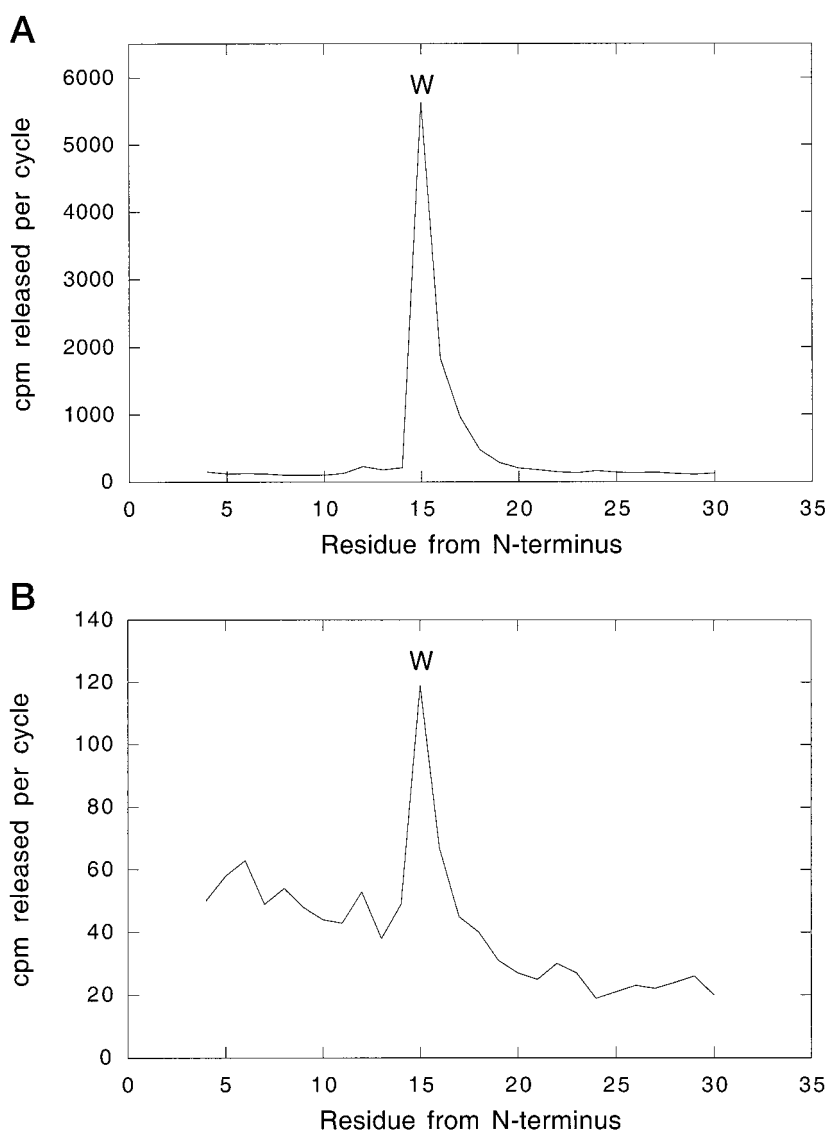 A
cpm released per cycle
6000
5000
4000
3000
2000
1000
0
W
0 5 10 15 20 25 30 35
Residue from N-terminus
B
cpm released per cycle
140
120
100
80
60
40
20
0
W
0 5 10 15 20 25 30 35
Residue from N-terminus